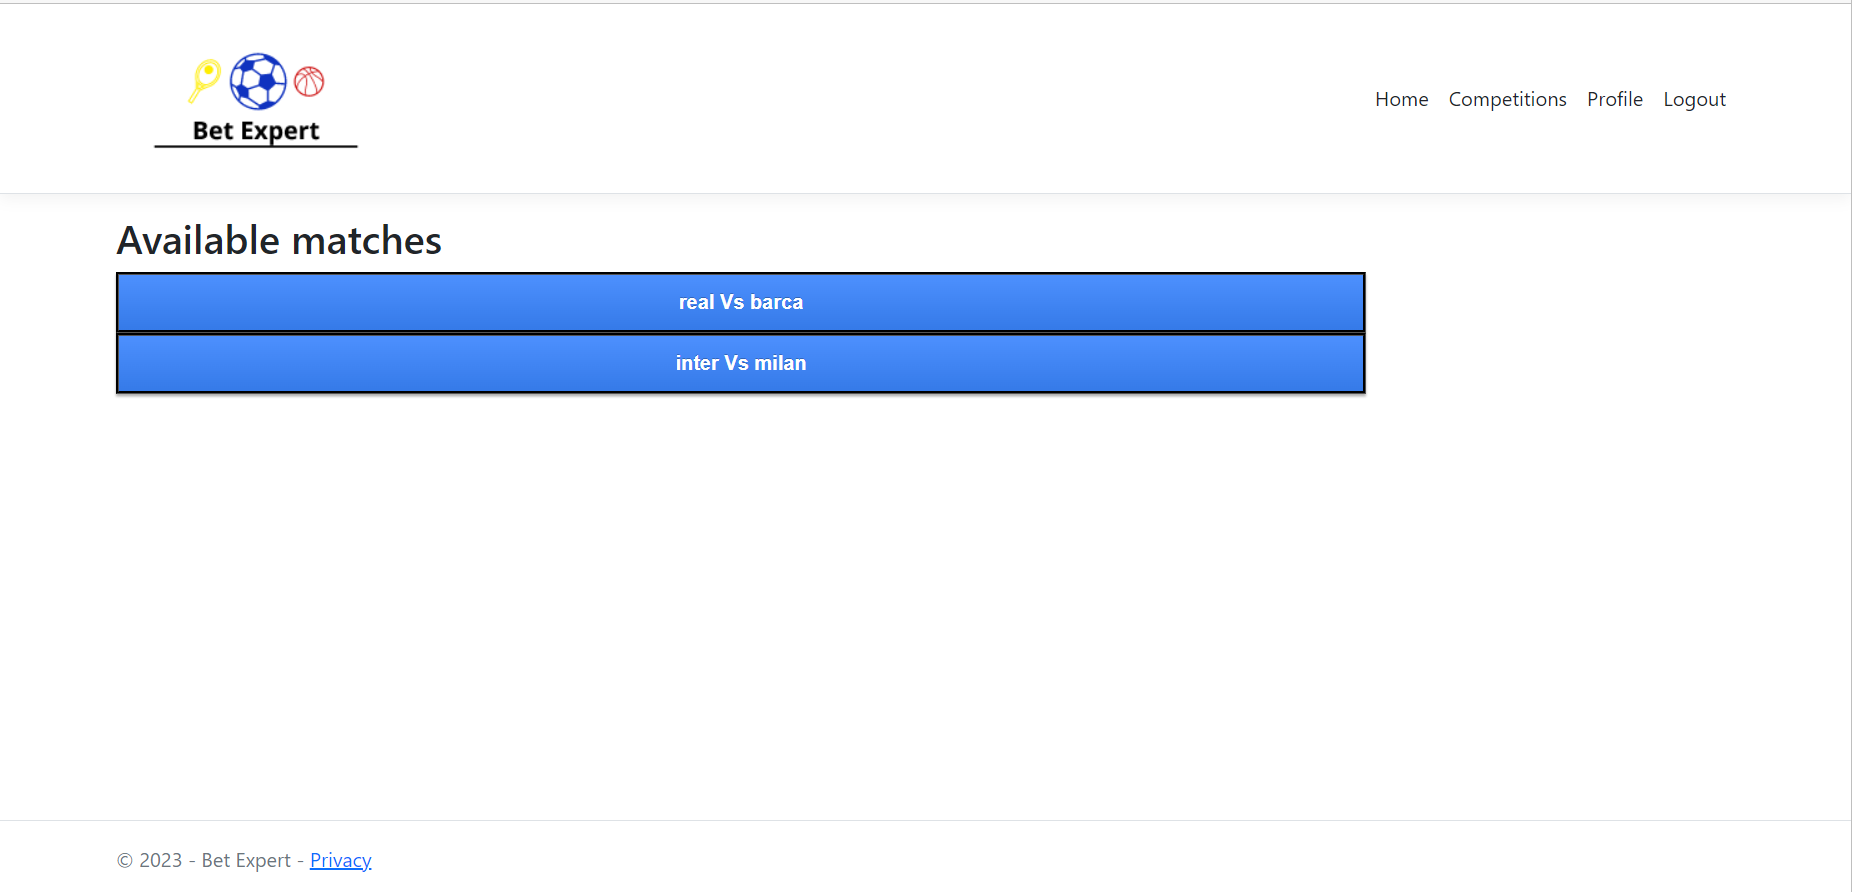 Bet Expert
Home Competitions Profile Logout
Available matches
real Vs barca
inter Vs milan
© 2023 - Bet Expert - Privacy